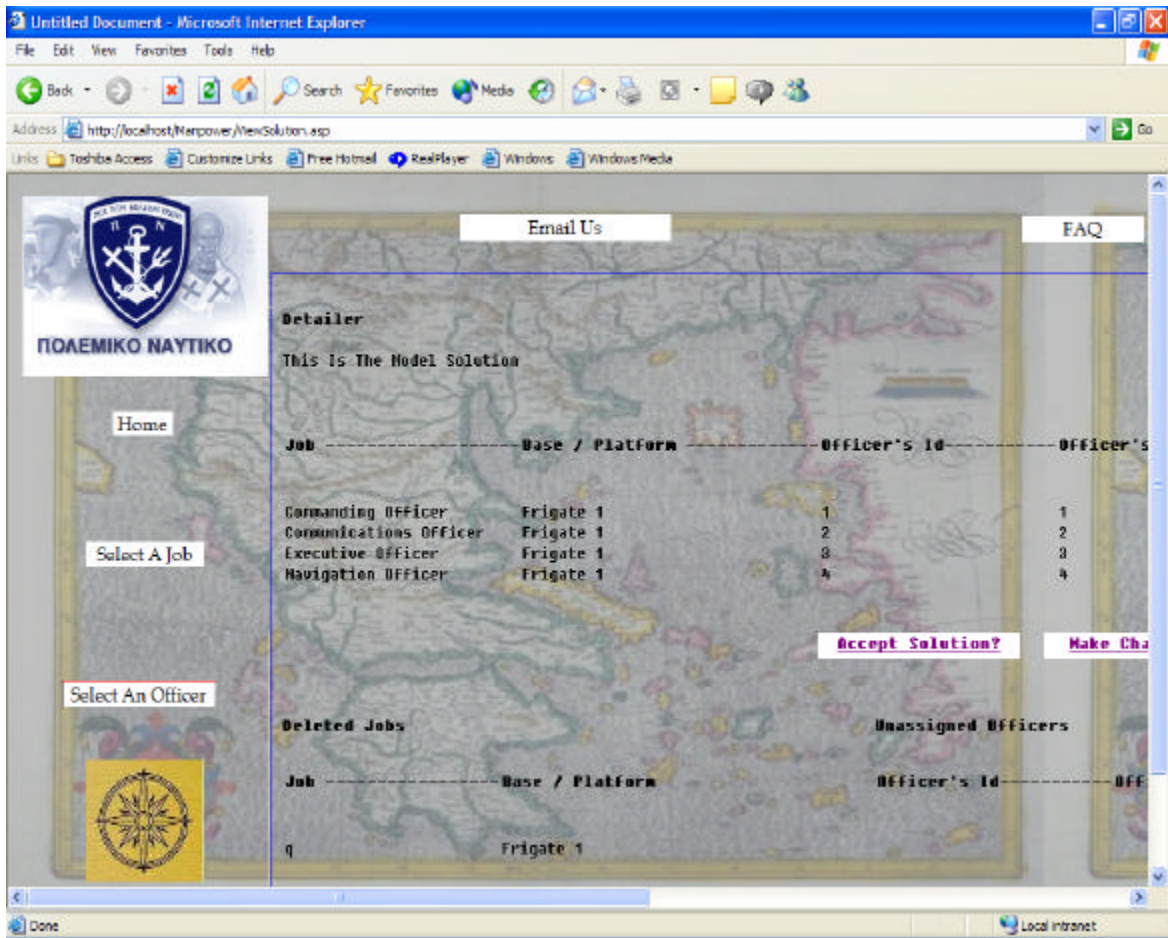 Untitled Document - Microsoft Internet Explorer
File Edit View Favorites Tools Help
Back Search Favorites Media
Address http://localhost/Manpower/NewSolution.asp Go
Links Toshiba Access Customize Links Free Hotmail RealPlayer Windows Windows Media
Π Ν
ΠΟΛΕΜΙΚΟ ΝΑΥΤΙΚΟ
Email Us FAQ
Detailer
This Is The Model Solution
Home
Job -------------------Base / Platform --------------Officer's Id-----------Officer's
Commanding Officer Frigate 1 1 1
Communications Officer Frigate 1 2 2
Executive Officer Frigate 1 3 3
Navigation Officer Frigate 1 4 4
Select A Job
Accept Solution? Make Cha
Select An Officer
Deleted Jobs Unassigned Officers
Job ------------------Base / Platform Officer's Id-----------Off
q Frigate 1
Done Local intranet